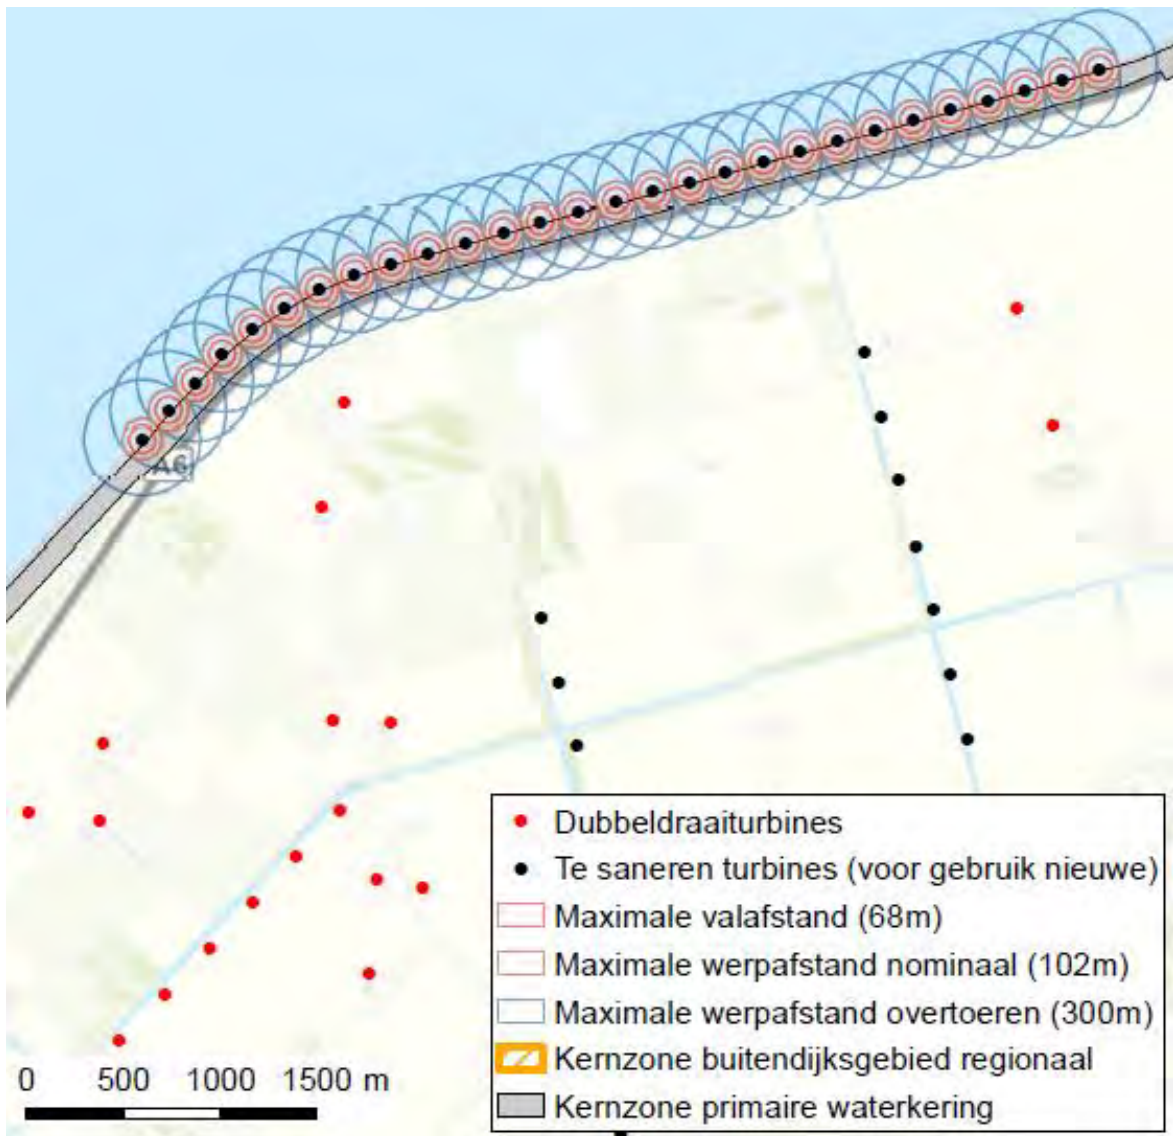 A6
Dubbeldraaiturbines
Te saneren turbines (voor gebruik nieuwe)
Maximale valafstand (68m)
Maximale werpafstand nominaal (102m)
Maximale werpafstand overtoeren (300m)
Kernzone buitendijksgebied regionaal
Kernzone primaire waterkering
0 500 1000 1500 m